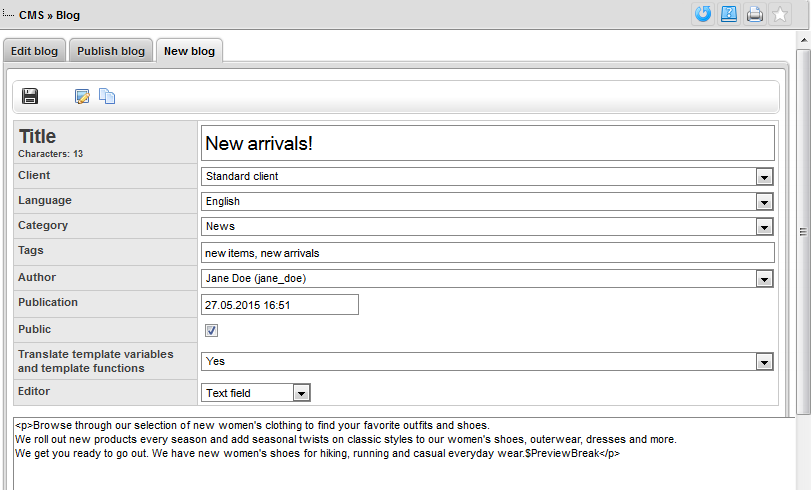 CMS » Blog
Edit blog
Publish blog
New blog
Title
Characters: 13
New arrivals!
Client
Standard client
Language
English
Category
News
Tags
new items, new arrivals
Author
Jane Doe (jane_doe)
Publication
27.05.2015 16:51
Public
Translate template variables
and template functions
Yes
Editor
Text field
<p>Browse through our selection of new women's clothing to find your favorite outfits and shoes.
We roll out new products every season and add seasonal twists on classic styles to our women's shoes, outerwear, dresses and more.
We get you ready to go out. We have new women's shoes for hiking, running and casual everyday wear.$PreviewBreak</p>